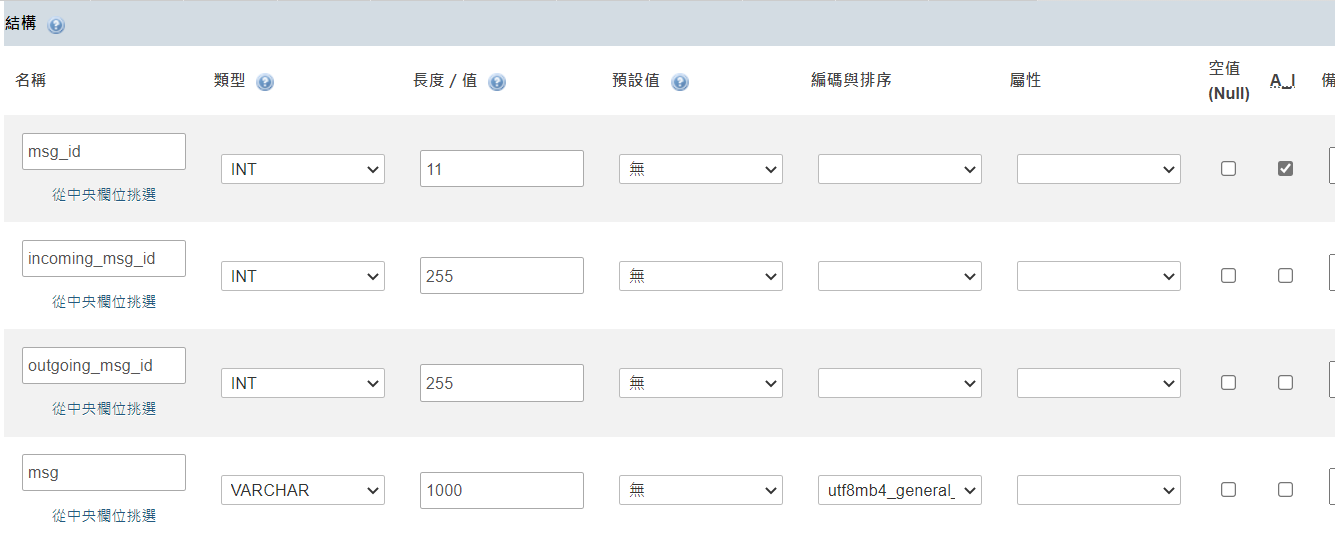 結構
名稱 類型 長度 / 值 預設值 編碼與排序 屬性 空值 (Null) A_I 備
msg_id INT 11 無
從中央欄位挑選
incoming_msg_id INT 255 無
從中央欄位挑選
outgoing_msg_id INT 255 無
從中央欄位挑選
msg VARCHAR 1000 無 utf8mb4_general_
從中央欄位挑選